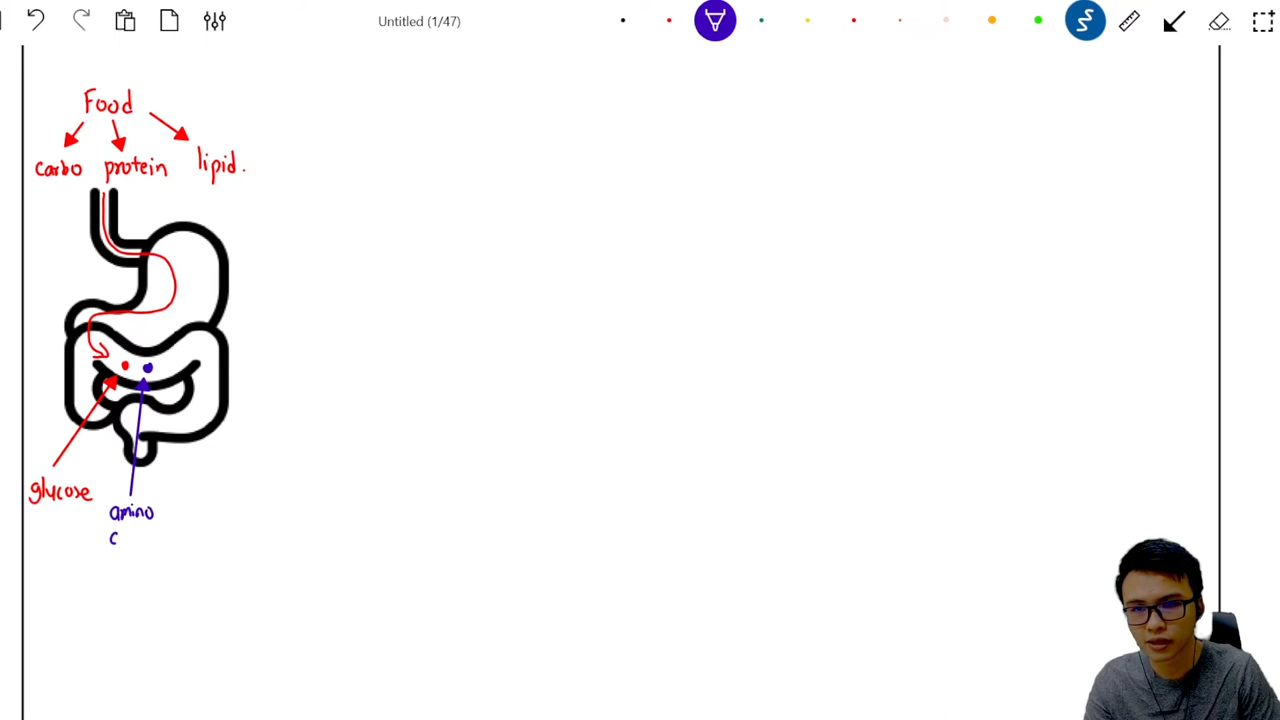 Untitled (1/47)
Food
carbo protein lipid.
glucose
amino
c